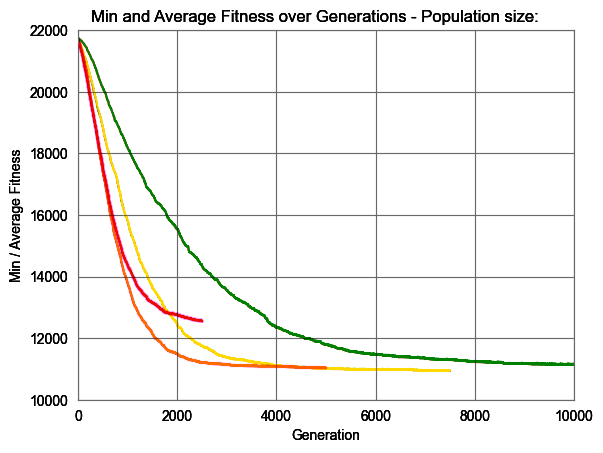 Min and Average Fitness over Generations - Population size:
22000
20000
18000
16000
14000
12000
10000
Min / Average Fitness
0 2000 4000 6000 8000 10000
Generation